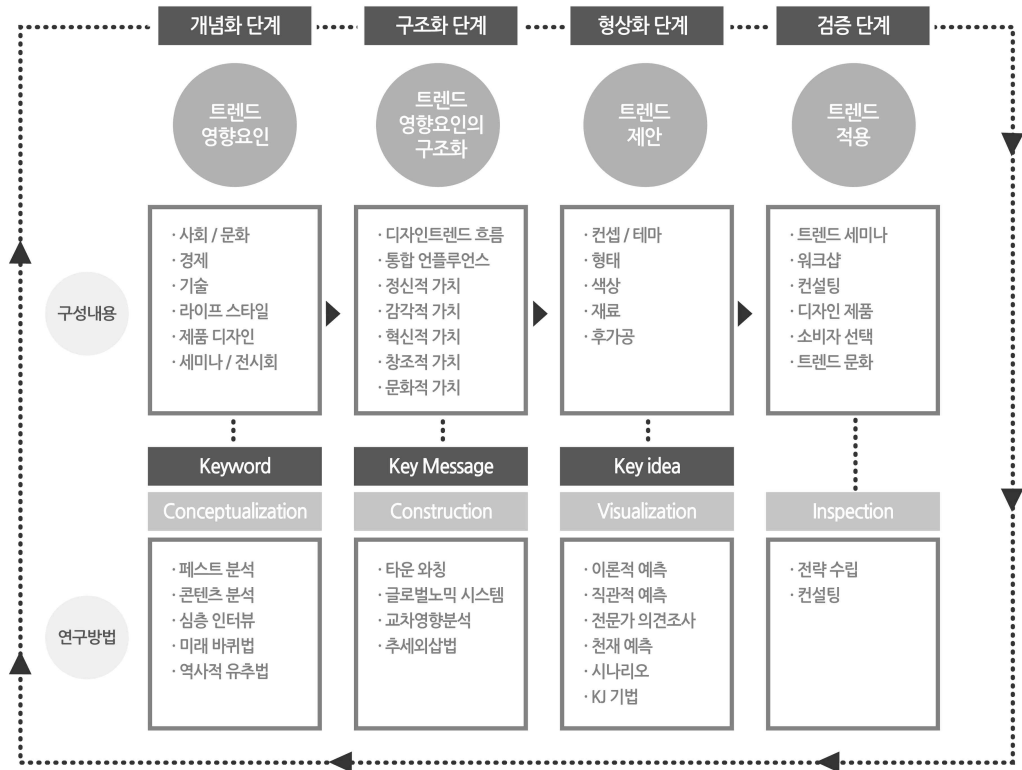 개념화 단계
구조화 단계
형상화 단계
검증 단계
트렌드
영향요인
트렌드
영향요인의
구조화
트렌드
제안
트렌드
적용
구성내용
· 사회 / 문화
· 경제
· 기술
· 라이프 스타일
· 제품 디자인
· 세미나 / 전시회
· 디자인트렌드 흐름
· 통합 언플루언스
· 정신적 가치
· 감각적 가치
· 혁신적 가치
· 창조적 가치
· 문화적 가치
· 컨셉 / 테마
· 형태
· 색상
· 재료
· 후가공
· 트렌드 세미나
· 워크샵
· 컨설팅
· 디자인 제품
· 소비자 선택
· 트렌드 문화
Keyword
Key Message
Key idea
Conceptualization
Construction
Visualization
Inspection
연구방법
· 페스트 분석
· 콘텐츠 분석
· 심층 인터뷰
· 미래 바퀴법
· 역사적 유추법
· 타운 와칭
· 글로벌노믹 시스템
· 교차영향분석
· 추세외삽법
· 이론적 예측
· 직관적 예측
· 전문가 의견조사
· 천재 예측
· 시나리오
· KJ 기법
· 전략 수립
· 컨설팅